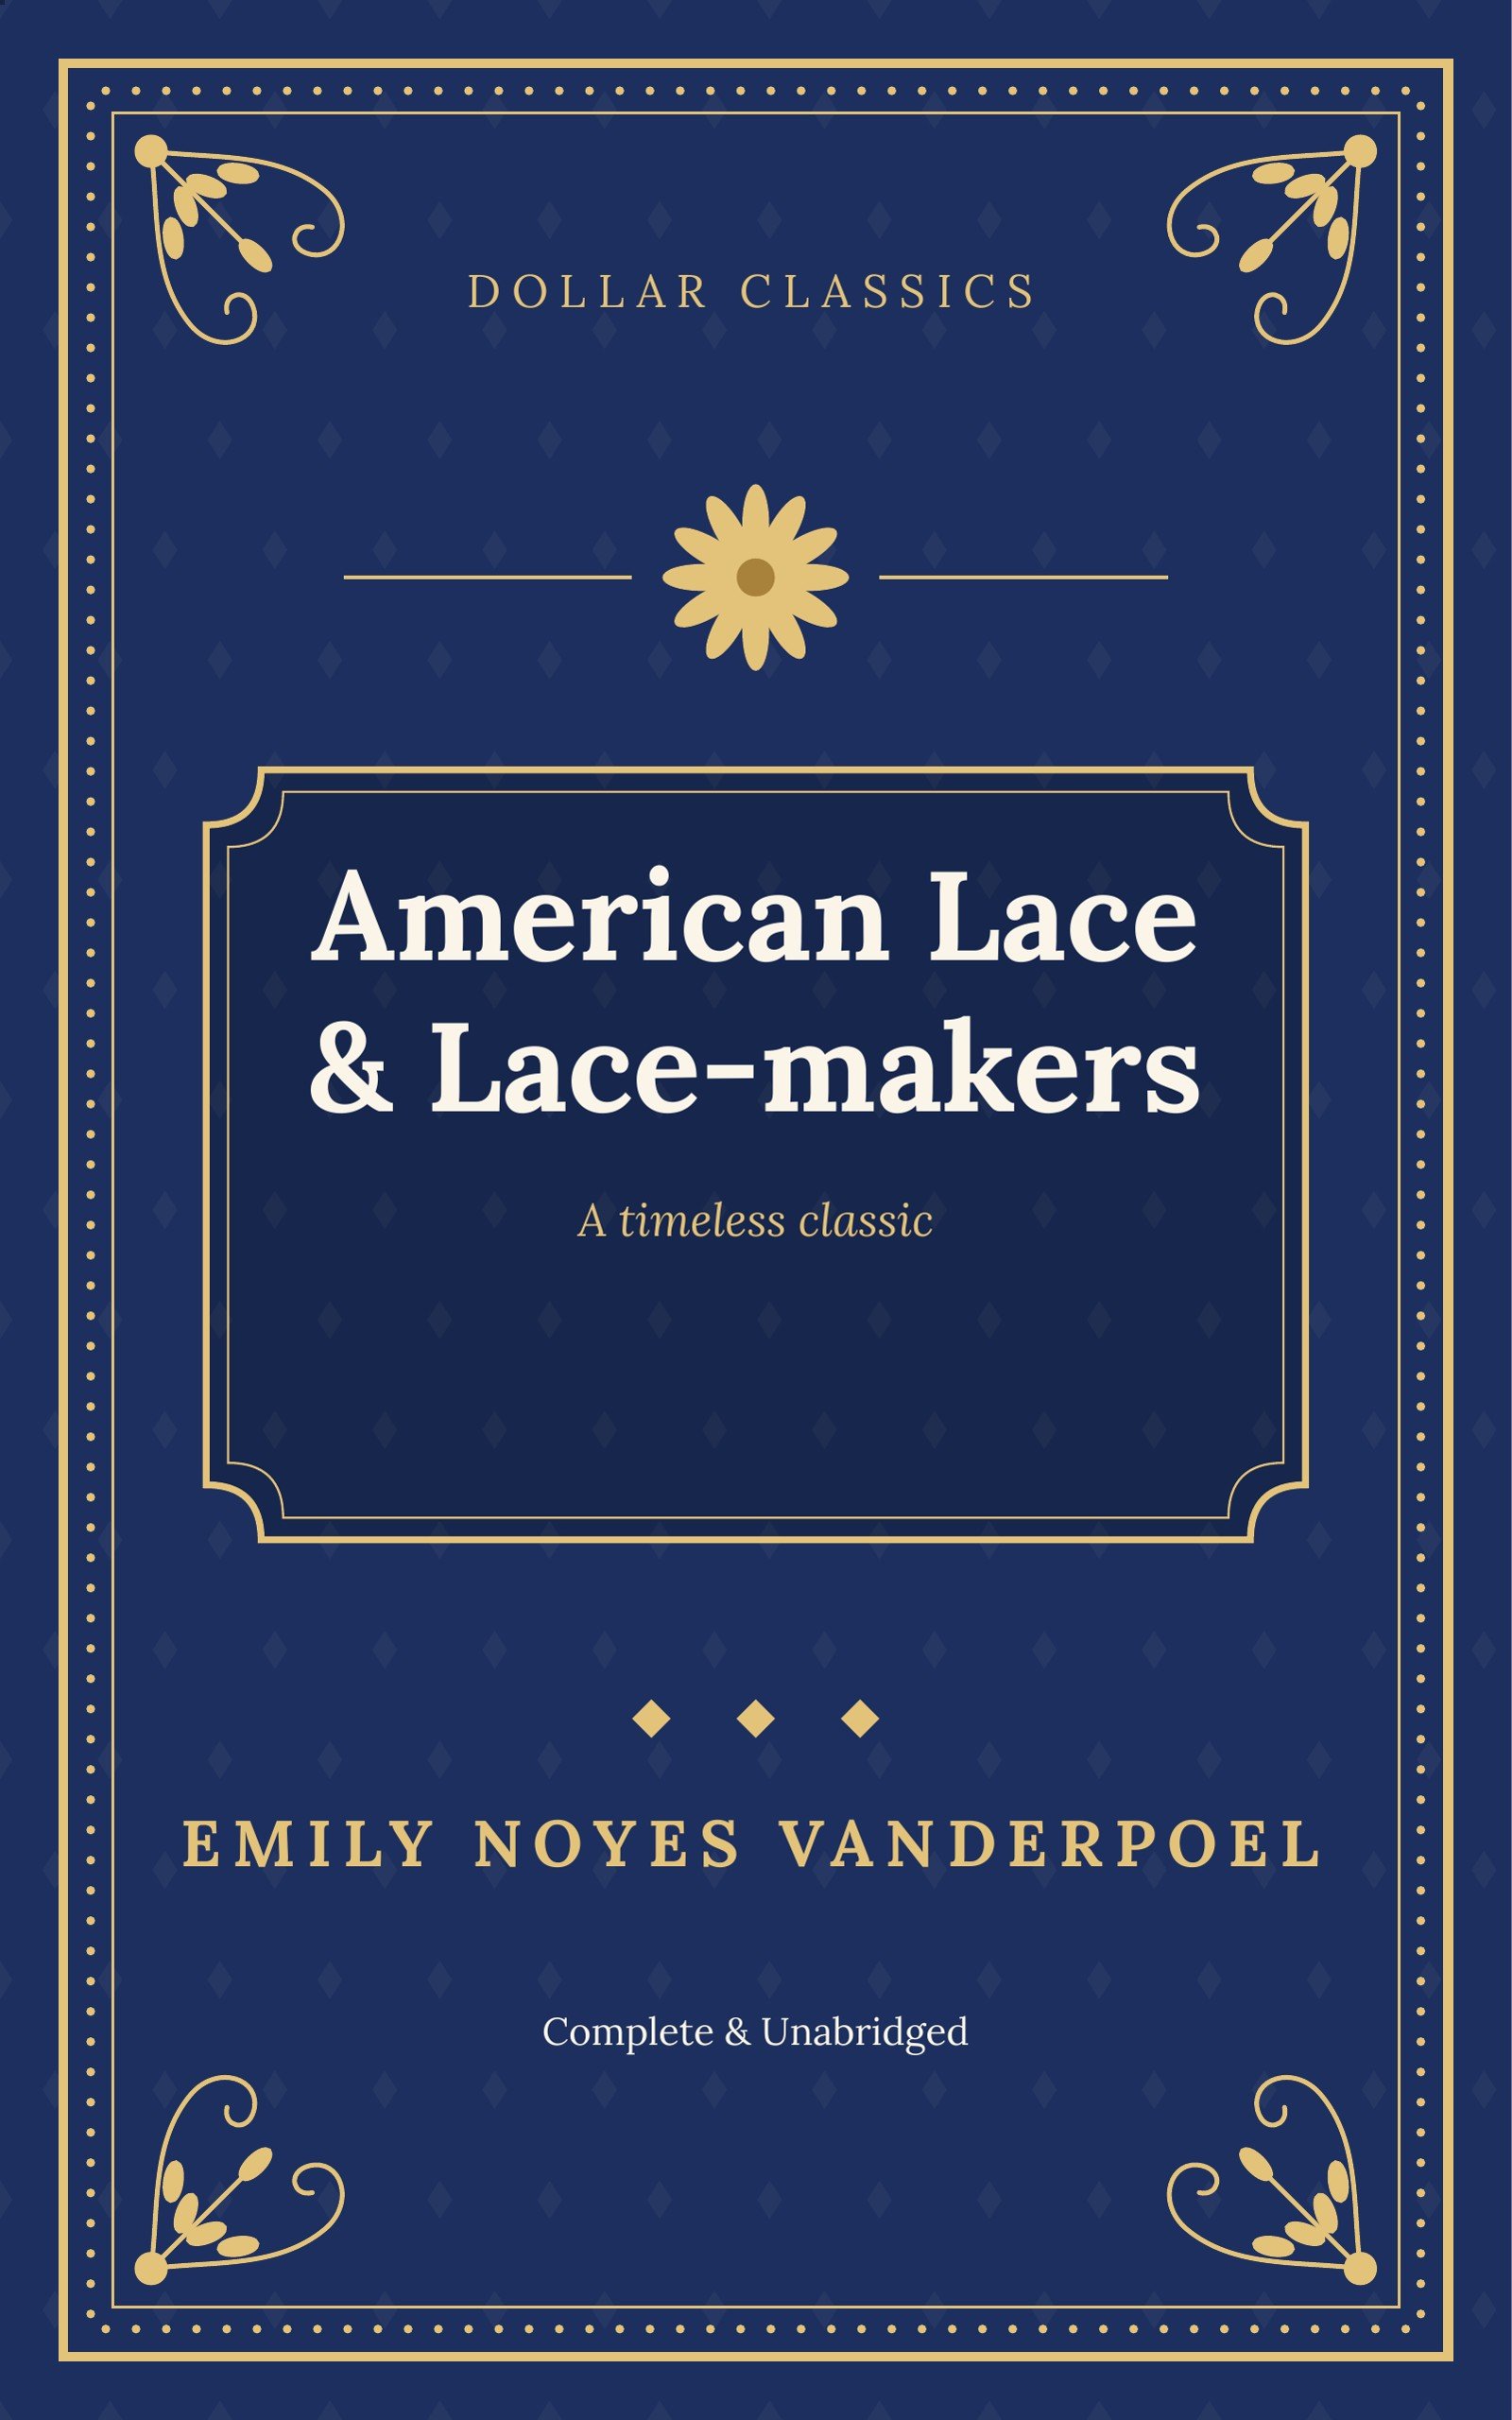 DOLLAR CLASSICS
American Lace
& Lace-makers
A timeless classic
EMILY NOYES VANDERPOEL
Complete & Unabridged